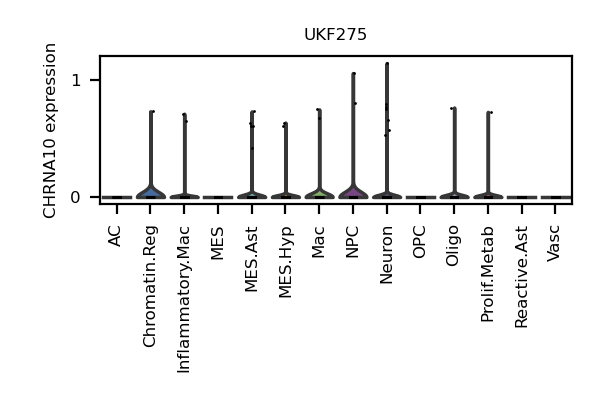 UKF275
CHRNA10 expression
1
0
AC
Chromatin.Reg
Inflammatory.Mac
MES
MES.Ast
MES.Hyp
Mac
NPC
Neuron
OPC
Oligo
Prolif.Metab
Reactive.Ast
Vasc